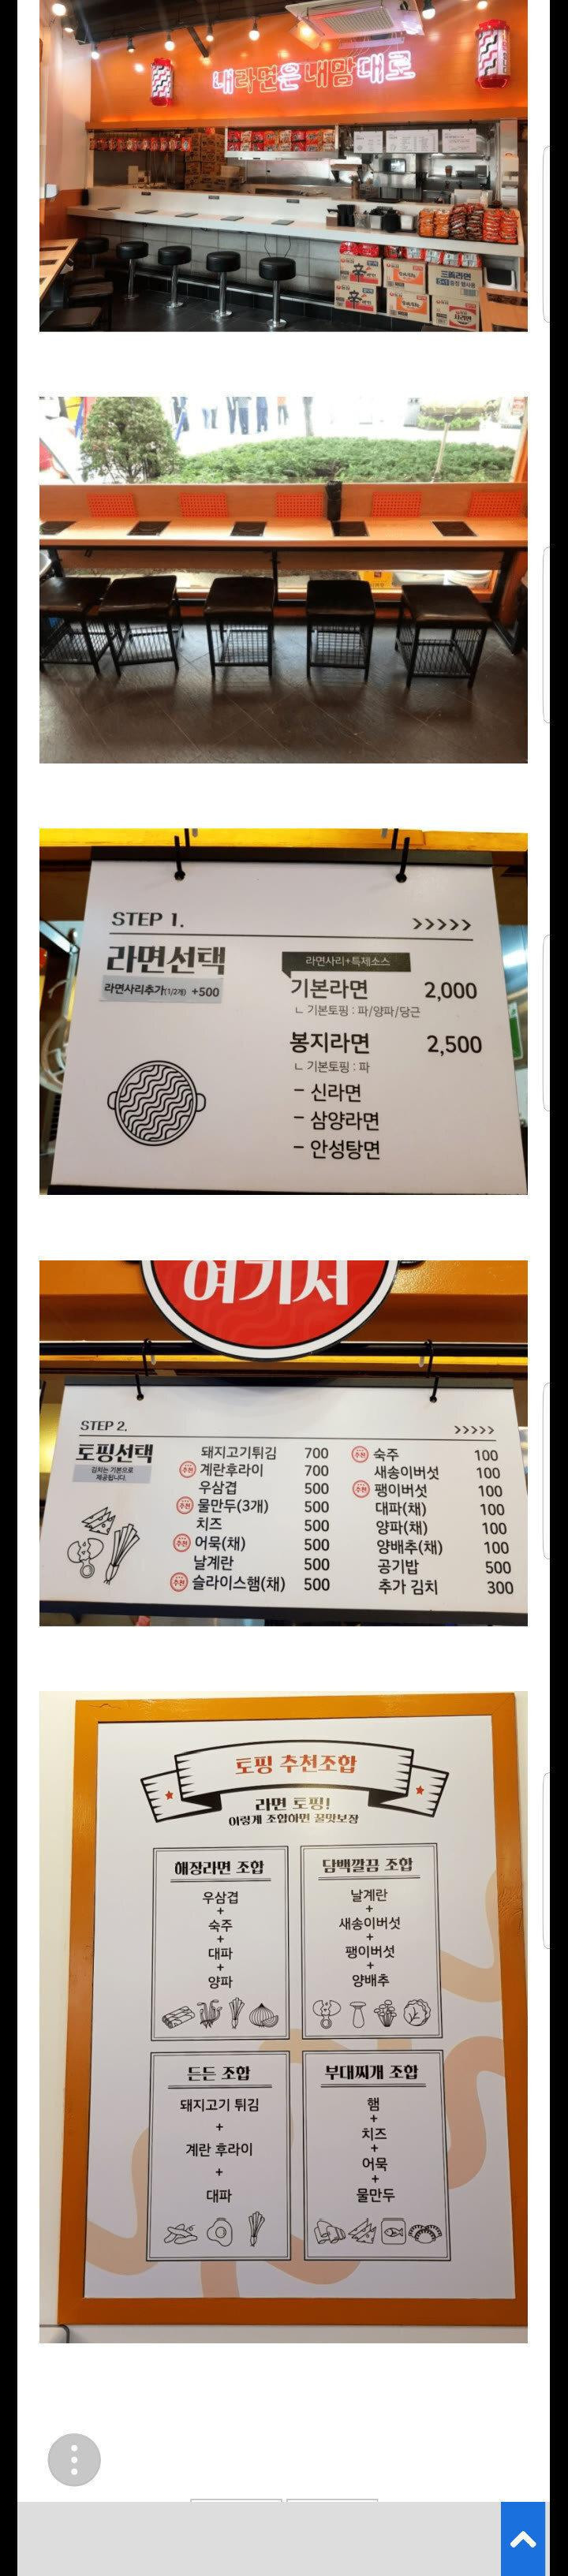 내라면은내맘대로
辛
辛
三養라면
STEP 1.
>>>>>
라면선택
라면사리추가(1/2개) +500
라면사리+특제소스
기본라면 2,000
ㄴ 기본토핑 : 파/양파/당근
봉지라면 2,500
ㄴ 기본토핑 : 파
- 신라면
- 삼양라면
- 안성탕면
여기서
STEP 2.
>>>>>
토핑선택
김치는 기본으로
제공됩니다.
돼지고기튀김 700
추천 계란후라이 700
우삼겹 500
추천 물만두(3개) 500
치즈 500
추천 어묵(채) 500
날계란 500
추천 슬라이스햄(채) 500
추천 숙주 100
새송이버섯 100
추천 팽이버섯 100
대파(채) 100
양파(채) 100
양배추(채) 100
공기밥 500
추가 김치 300
토핑 추천조합
라면 토핑!
이렇게 조합하면 꿀맛보장
해장라면 조합
우삼겹
+
숙주
+
대파
+
양파
담백깔끔 조합
날계란
+
새송이버섯
+
팽이버섯
+
양배추
든든 조합
돼지고기 튀김
+
계란 후라이
+
대파
부대찌개 조합
햄
+
치즈
+
어묵
+
물만두